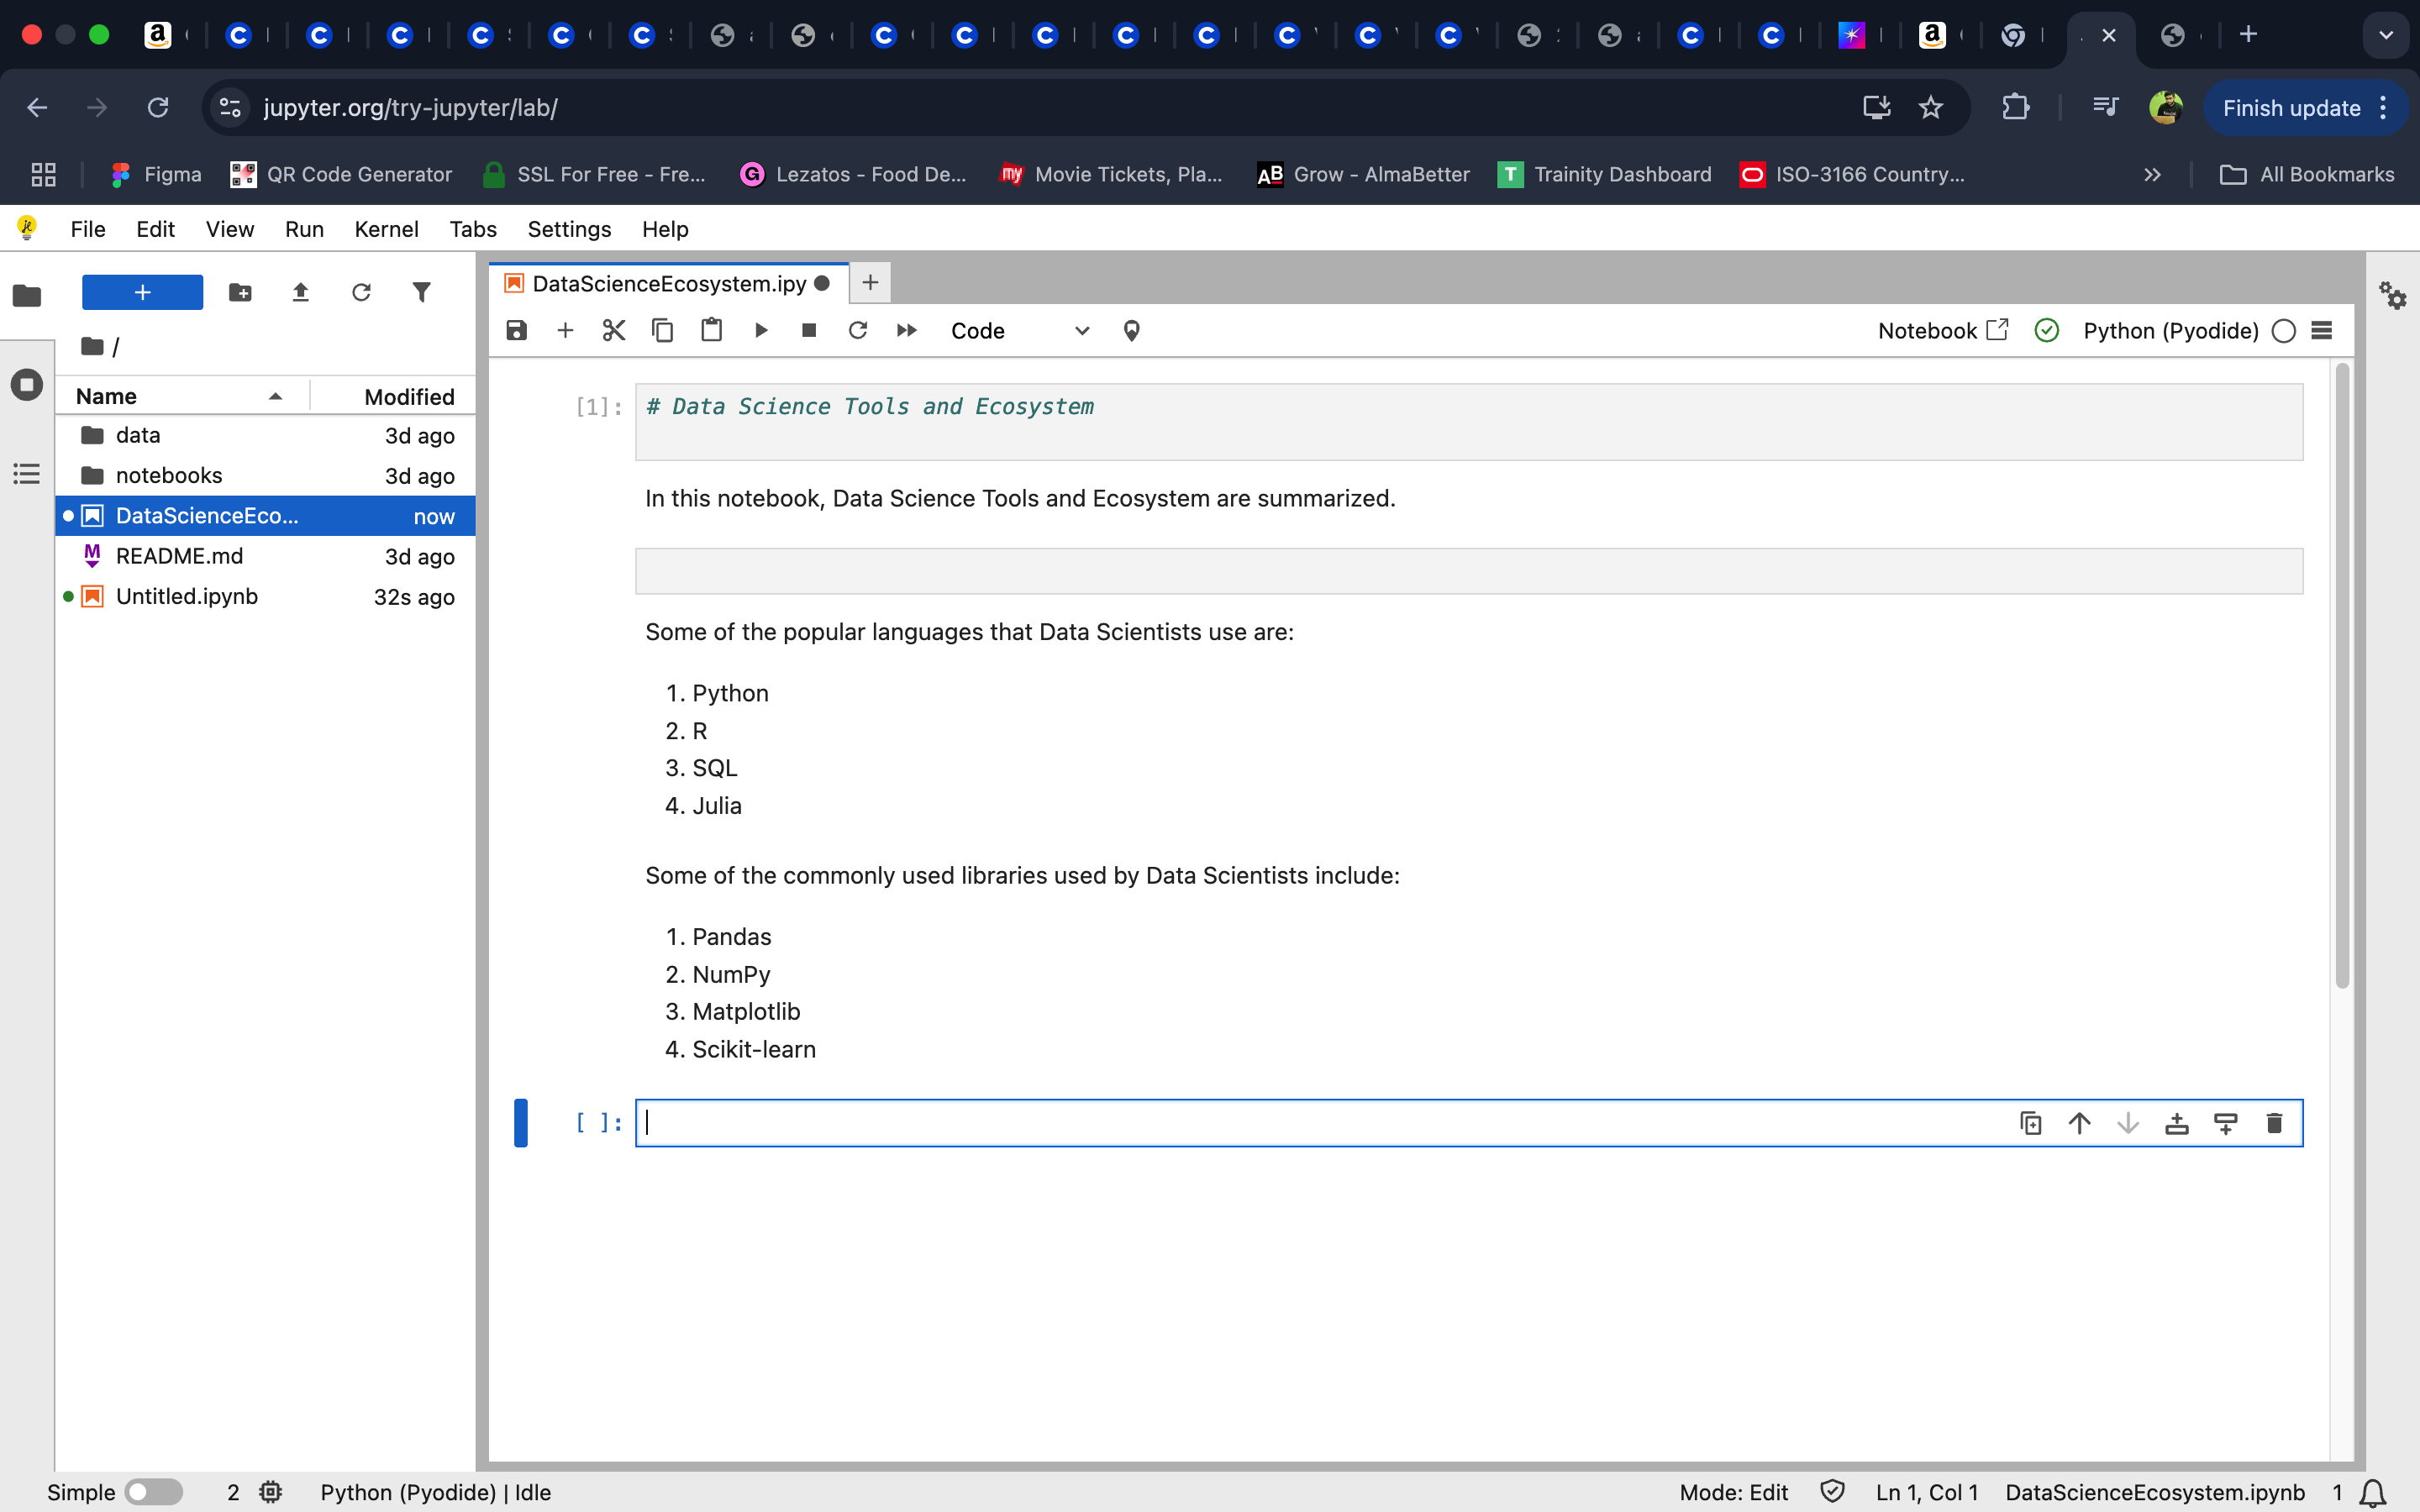 jupyter.org/try-jupyter/lab/
Finish update
Figma
QR Code Generator
SSL For Free - Fre...
Lezatos - Food De...
Movie Tickets, Pla...
Grow - AlmaBetter
Trainity Dashboard
ISO-3166 Country...
All Bookmarks
File Edit View Run Kernel Tabs Settings Help
DataScienceEcosystem.ipy
/
Code
Notebook
Python (Pyodide)
Name Modified
data 3d ago
notebooks 3d ago
DataScienceEco... now
README.md 3d ago
Untitled.ipynb 32s ago
[1]: # Data Science Tools and Ecosystem
In this notebook, Data Science Tools and Ecosystem are summarized.
Some of the popular languages that Data Scientists use are:
1. Python
2. R
3. SQL
4. Julia
Some of the commonly used libraries used by Data Scientists include:
1. Pandas
2. NumPy
3. Matplotlib
4. Scikit-learn
[ ]:
Simple 2 Python (Pyodide) | Idle
Mode: Edit Ln 1, Col 1 DataScienceEcosystem.ipynb 1